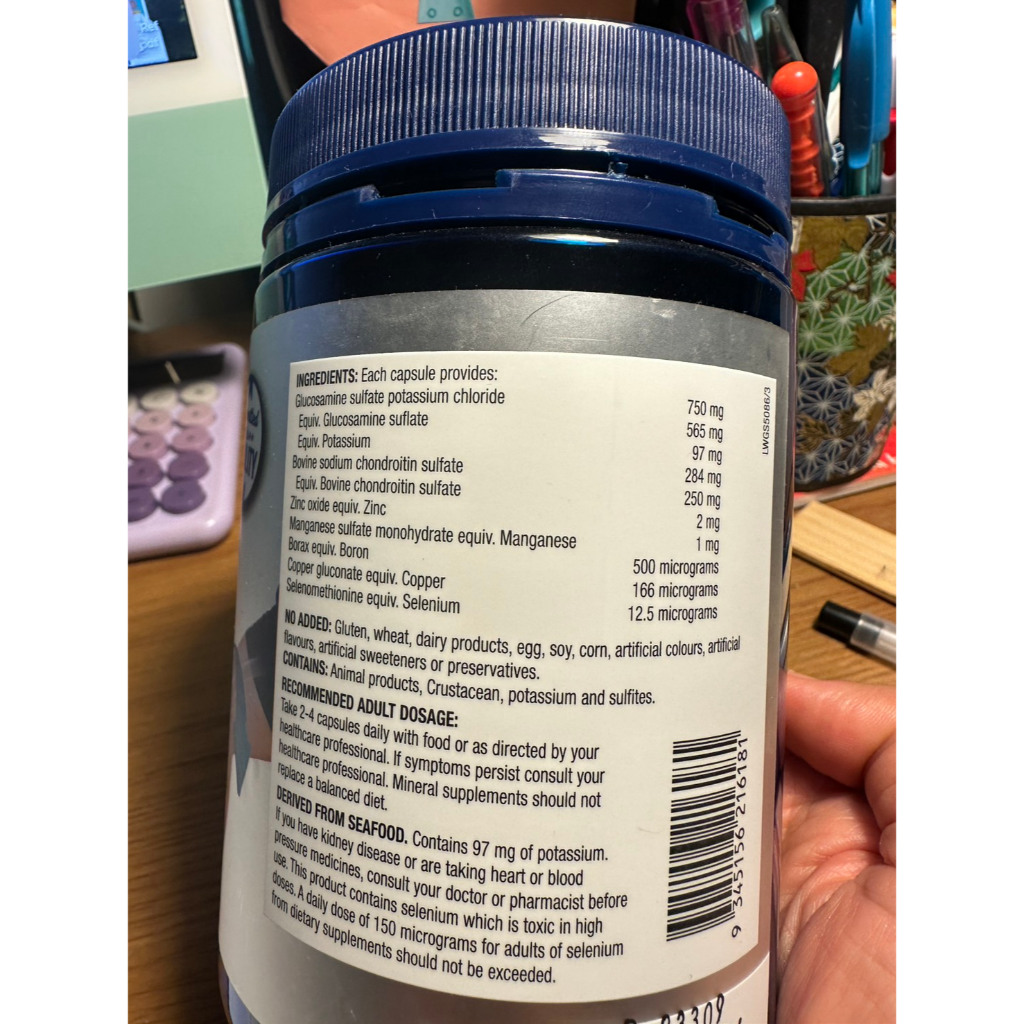 INGREDIENTS: Each capsule provides:
Glucosamine sulfate potassium chloride 750 mg
Equiv. Glucosamine suflate 565 mg
Equiv. Potassium 97 mg
Bovine sodium chondroitin sulfate 284 mg
Equiv. Bovine chondroitin sulfate 250 mg
Zinc oxide equiv. Zinc 2 mg
Manganese sulfate monohydrate equiv. Manganese 1 mg
Borax equiv. Boron 500 micrograms
Copper gluconate equiv. Copper 166 micrograms
Selenomethionine equiv. Selenium 12.5 micrograms
NO ADDED: Gluten, wheat, dairy products, egg, soy, corn, artificial colours, artificial
flavours, artificial sweeteners or preservatives.
CONTAINS: Animal products, Crustacean, potassium and sulfites.
RECOMMENDED ADULT DOSAGE:
Take 2-4 capsules daily with food or as directed by your
healthcare professional. If symptoms persist consult your
healthcare professional. Mineral supplements should not
replace a balanced diet.
DERIVED FROM SEAFOOD. Contains 97 mg of potassium.
If you have kidney disease or are taking heart or blood
pressure medicines, consult your doctor or pharmacist before
use. This product contains selenium which is toxic in high
doses. A daily dose of 150 micrograms for adults of selenium
from dietary supplements should not be exceeded.
LWGS5086/3
9 345156 216181